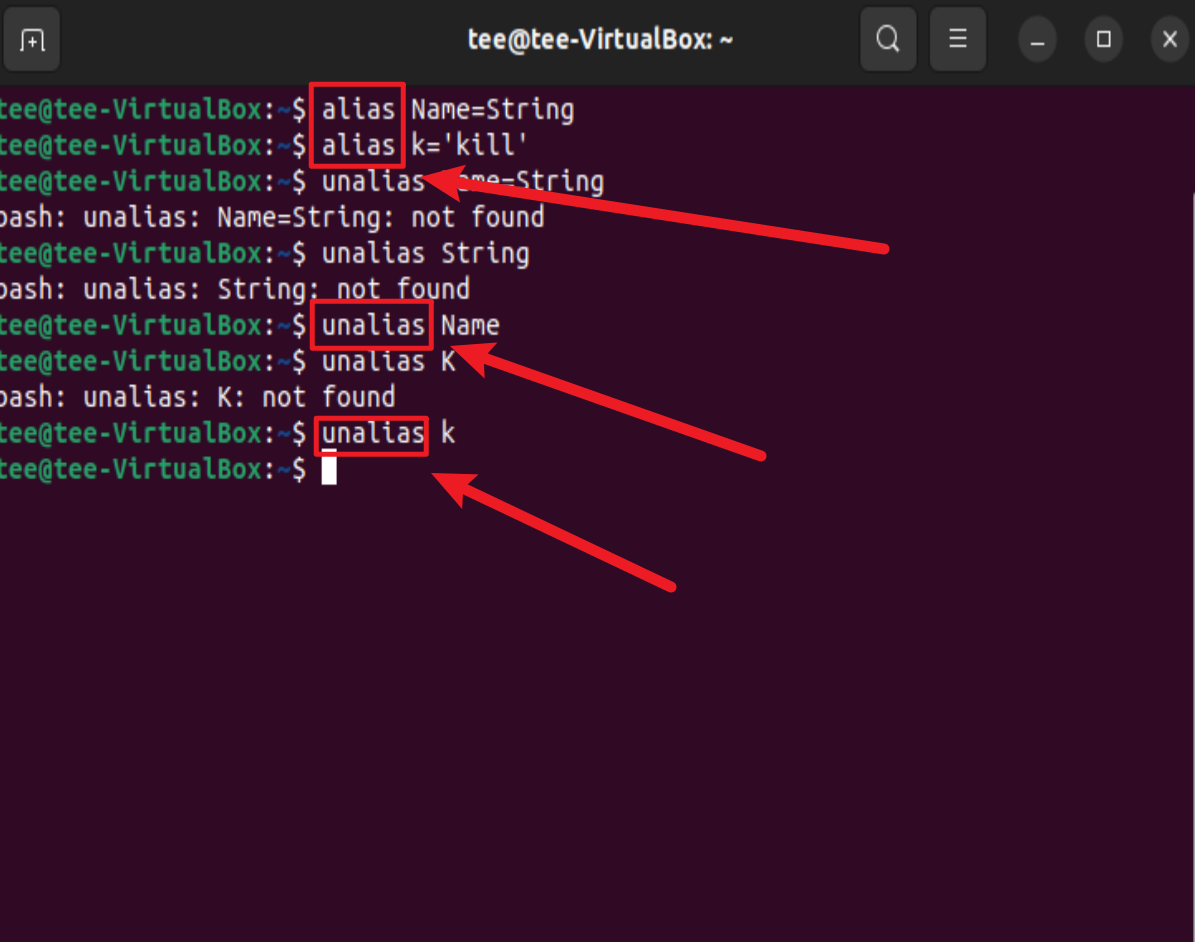 tee@tee-VirtualBox: ~
tee@tee-VirtualBox:~$ alias Name=String
tee@tee-VirtualBox:~$ alias k='kill'
tee@tee-VirtualBox:~$ unalias Name=String
bash: unalias: Name=String: not found
tee@tee-VirtualBox:~$ unalias String
bash: unalias: String: not found
tee@tee-VirtualBox:~$ unalias Name
tee@tee-VirtualBox:~$ unalias K
bash: unalias: K: not found
tee@tee-VirtualBox:~$ unalias k
tee@tee-VirtualBox:~$